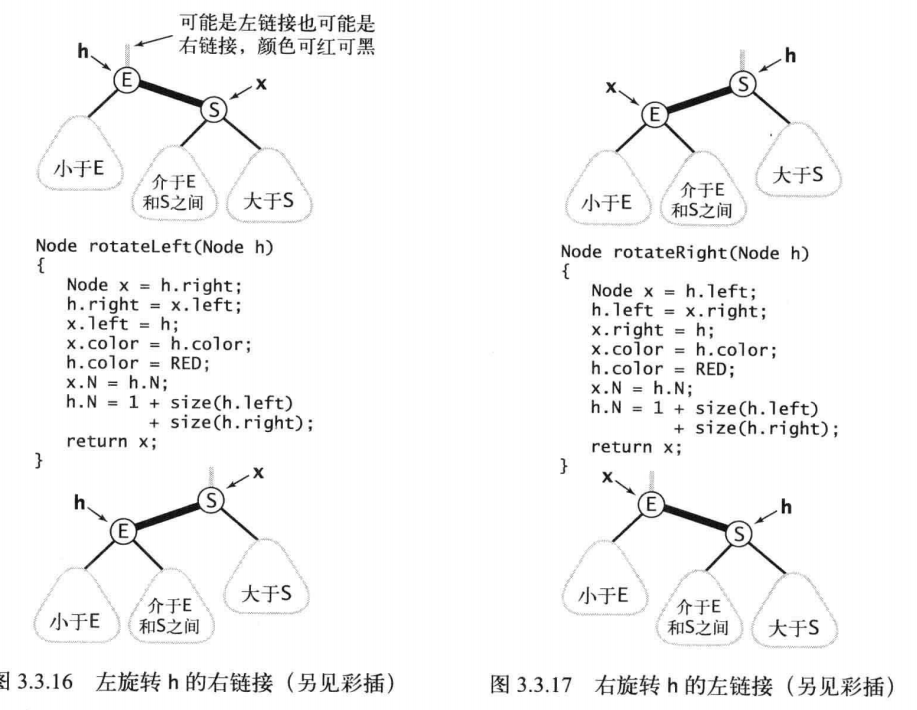 可能是左链接也可能是
右链接，颜色可红可黑
h
E
x
S
小于E
介于E
和S之间
大于S
Node rotateLeft(Node h)
{
Node x = h.right;
h.right = x.left;
x.left = h;
x.color = h.color;
h.color = RED;
x.N = h.N;
h.N = 1 + size(h.left)
+ size(h.right);
return x;
}
x
h
S
E
小于E
介于E
和S之间
大于S
图 3.3.16 左旋转 h 的右链接（另见彩插）
h
x
S
E
小于E
介于E
和S之间
大于S
Node rotateRight(Node h)
{
Node x = h.left;
h.left = x.right;
x.right = h;
x.color = h.color;
h.color = RED;
x.N = h.N;
h.N = 1 + size(h.left)
+ size(h.right);
return x;
}
x
E
h
S
小于E
介于E
和S之间
大于S
图 3.3.17 右旋转 h 的左链接（另见彩插）